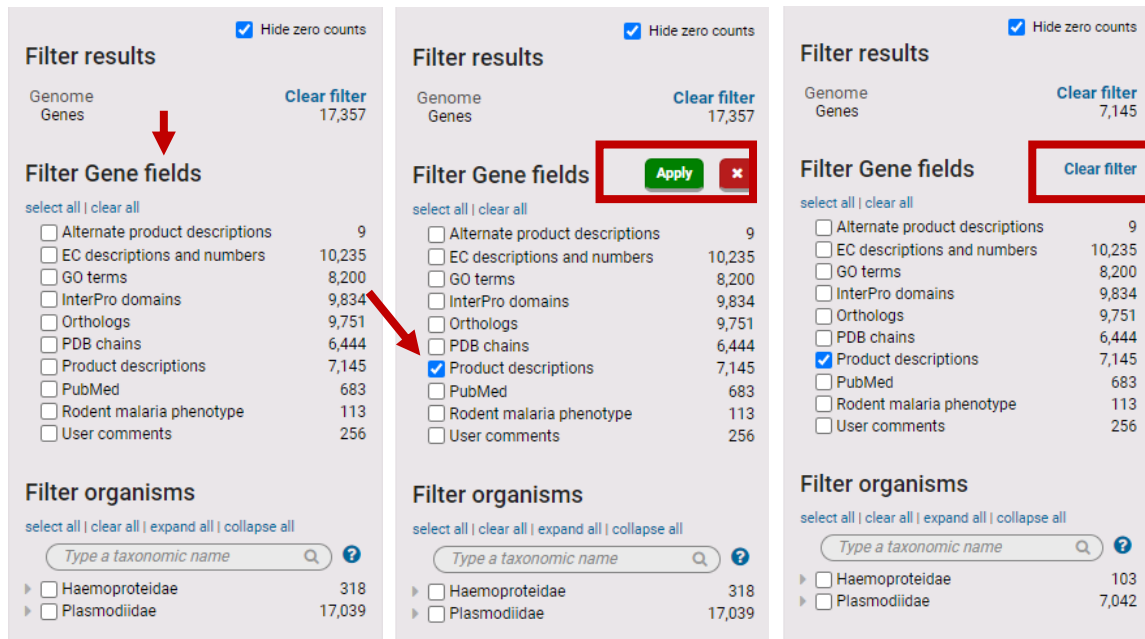 Hide zero counts
Filter results
Genome Clear filter
Genes 17,357
Filter Gene fields
select all | clear all
Alternate product descriptions 9
EC descriptions and numbers 10,235
GO terms 8,200
InterPro domains 9,834
Orthologs 9,751
PDB chains 6,444
Product descriptions 7,145
PubMed 683
Rodent malaria phenotype 113
User comments 256
Filter organisms
select all | clear all | expand all | collapse all
Type a taxonomic name ?
Haemoproteidae 318
Plasmodiidae 17,039
Hide zero counts
Filter results
Genome Clear filter
Genes 17,357
Filter Gene fields Apply
select all | clear all
Alternate product descriptions 9
EC descriptions and numbers 10,235
GO terms 8,200
InterPro domains 9,834
Orthologs 9,751
PDB chains 6,444
Product descriptions 7,145
PubMed 683
Rodent malaria phenotype 113
User comments 256
Filter organisms
select all | clear all | expand all | collapse all
Type a taxonomic name ?
Haemoproteidae 318
Plasmodiidae 17,039
Hide zero counts
Filter results
Genome Clear filter
Genes 7,145
Filter Gene fields Clear filter
select all | clear all
Alternate product descriptions 9
EC descriptions and numbers 10,235
GO terms 8,200
InterPro domains 9,834
Orthologs 9,751
PDB chains 6,444
Product descriptions 7,145
PubMed 683
Rodent malaria phenotype 113
User comments 256
Filter organisms
select all | clear all | expand all | collapse all
Type a taxonomic name ?
Haemoproteidae 103
Plasmodiidae 7,042